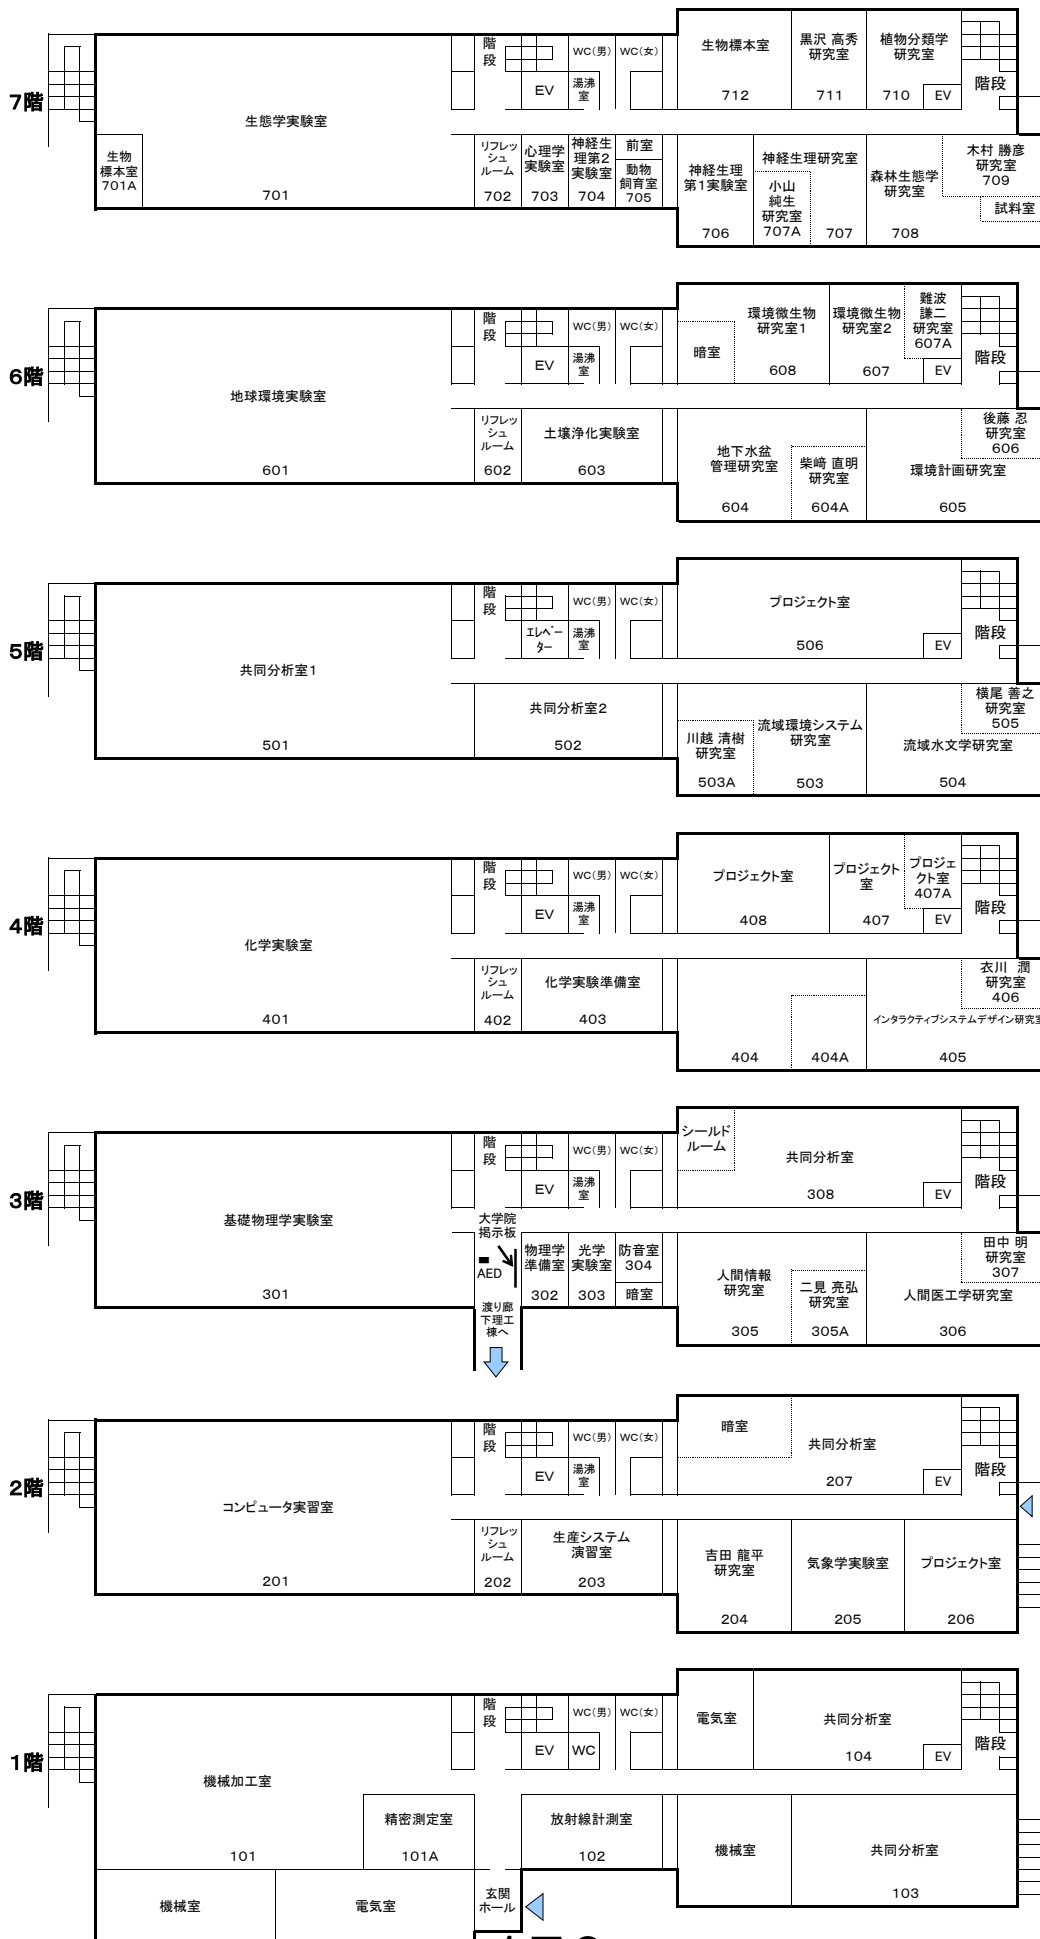 7階
階段
WC(男)
WC(女)
EV
湯沸室
生物標本室
712
黒沢 高秀
研究室
711
植物分類学
研究室
710
EV
階段
生態学実験室
701
生物
標本室
701A
リフレッ
シュ
ルーム
702
心理学
実験室
703
神経生
理第2
実験室
704
前室
動物
飼育室
705
神経生理
第1実験室
706
神経生理研究室
707
小山
純生
研究室
707A
森林生態学
研究室
708
木村 勝彦
研究室
709
試料室
6階
階段
WC(男)
WC(女)
EV
湯沸室
暗室
環境微生物
研究室1
608
環境微生物
研究室2
607
難波
謙二
研究室
607A
EV
階段
地球環境実験室
601
リフレッ
シュ
ルーム
602
土壌浄化実験室
603
地下水盆
管理研究室
604
柴﨑 直明
研究室
604A
環境計画研究室
605
後藤 忍
研究室
606
5階
階段
WC(男)
WC(女)
エレベー
ター
湯沸室
プロジェクト室
506
EV
階段
共同分析室1
501
共同分析室2
502
川越 清樹
研究室
503A
流域環境システム
研究室
503
流域水文学研究室
504
横尾 善之
研究室
505
4階
階段
WC(男)
WC(女)
EV
湯沸室
プロジェクト室
408
プロジェクト
室
407
プロジェ
クト室
407A
EV
階段
化学実験室
401
リフレッ
シュ
ルーム
402
化学実験準備室
403
404
404A
インタラクティブシステムデザイン研究室
405
衣川 潤
研究室
406
3階
階段
WC(男)
WC(女)
EV
湯沸室
シールド
ルーム
共同分析室
308
EV
階段
基礎物理学実験室
301
大学院
掲示板
AED
渡り廊
下理工
棟へ
物理学
準備室
302
光学
実験室
303
防音室
304
暗室
人間情報
研究室
305
二見 亮弘
研究室
305A
人間医工学研究室
306
田中 明
研究室
307
2階
階段
WC(男)
WC(女)
EV
湯沸室
暗室
共同分析室
207
EV
階段
コンピュータ実習室
201
リフレッ
シュ
ルーム
202
生産システム
演習室
203
吉田 龍平
研究室
204
気象学実験室
205
プロジェクト室
206
1階
階段
WC(男)
WC(女)
EV
WC
電気室
共同分析室
104
EV
階段
機械加工室
101
精密測定室
101A
放射線計測室
102
機械室
共同分析室
103
機械室
電気室
玄関
ホール